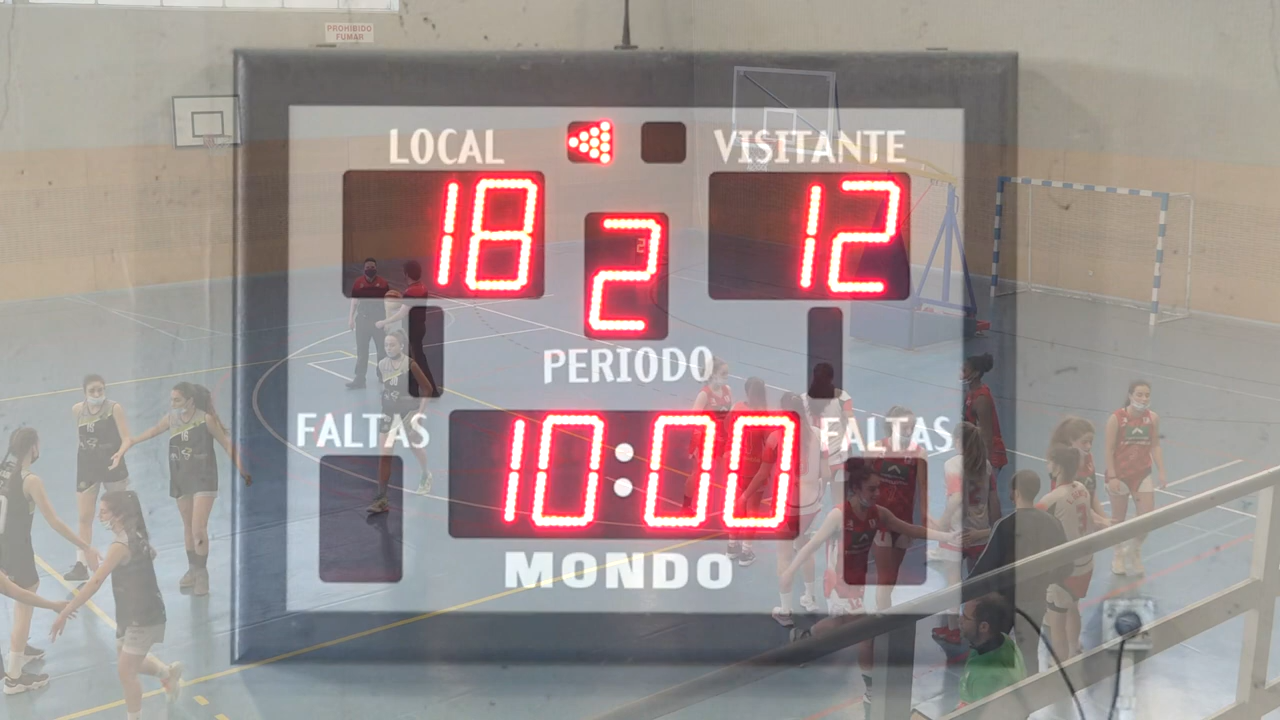 PROHIBIDO
FUMAR
LOCAL
VISITANTE
18
2
12
PERIODO
FALTAS
10:00
FALTAS
MONDO